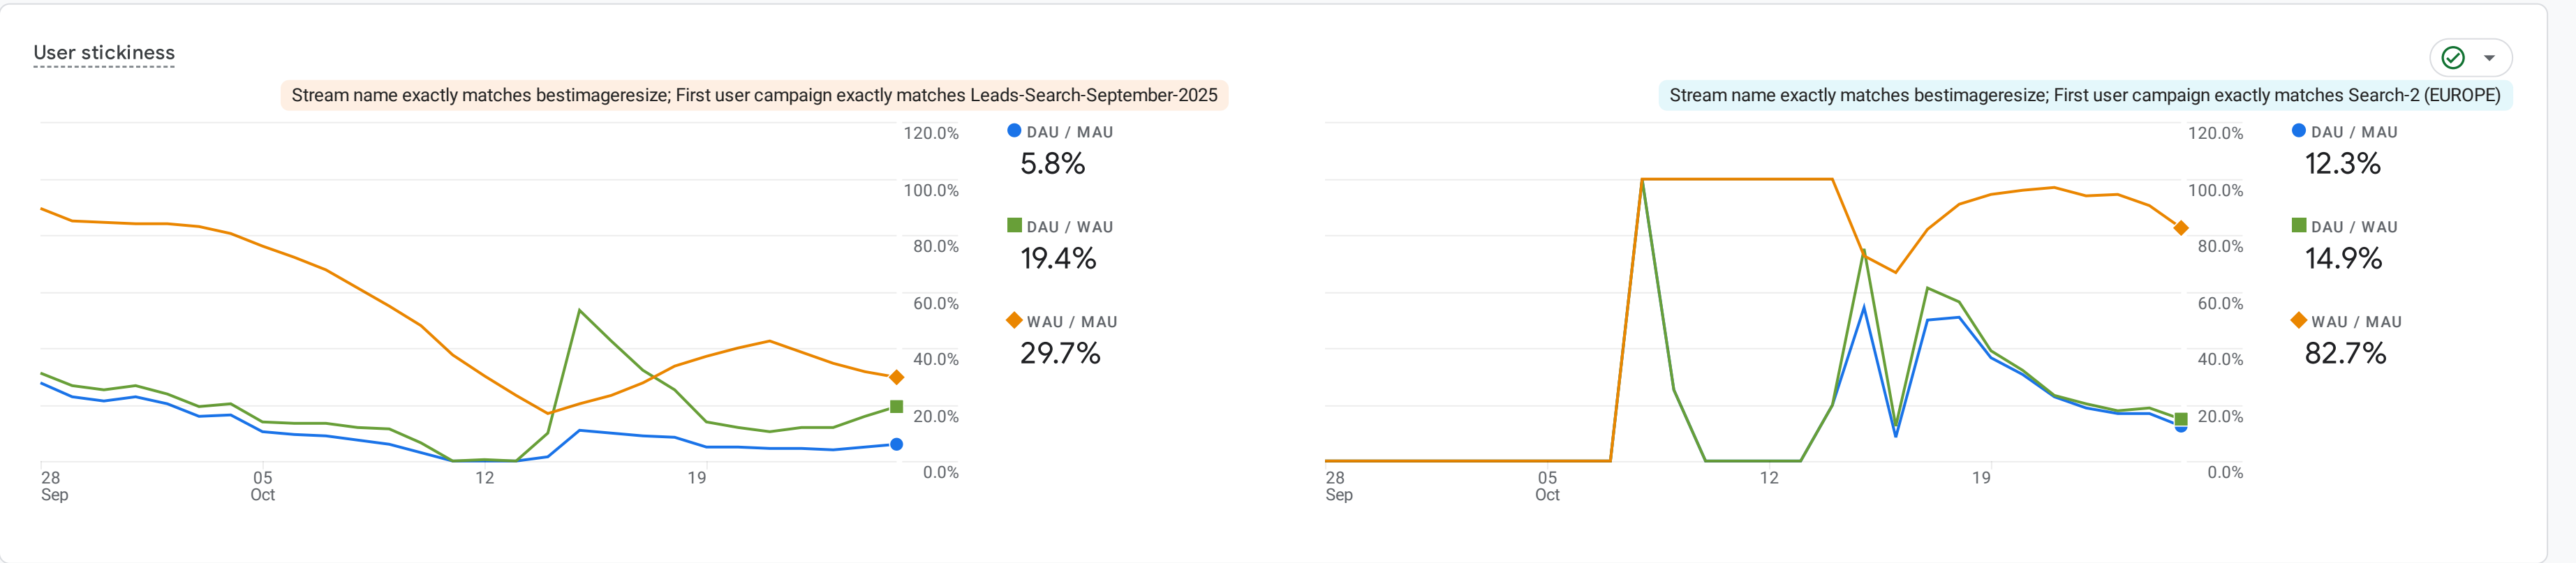 User stickiness
Stream name exactly matches bestimageresize; First user campaign exactly matches Leads-Search-September-2025
120.0%
100.0%
80.0%
60.0%
40.0%
20.0%
0.0%
28
Sep
05
Oct
12
19
DAU / MAU
5.8%
DAU / WAU
19.4%
WAU / MAU
29.7%
Stream name exactly matches bestimageresize; First user campaign exactly matches Search-2 (EUROPE)
120.0%
100.0%
80.0%
60.0%
40.0%
20.0%
0.0%
28
Sep
05
Oct
12
19
DAU / MAU
12.3%
DAU / WAU
14.9%
WAU / MAU
82.7%